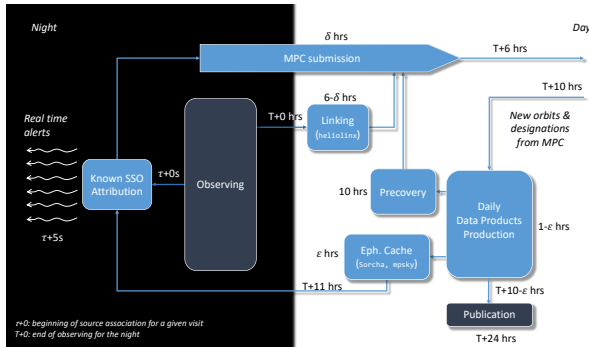 Night
Day
δ hrs
MPC submission
T+6 hrs
T+10 hrs
6-δ hrs
T+0 hrs
Linking
(heliolinx)
New orbits &
designations
from MPC
Real time
alerts
Known SSO
Attribution
τ+0s
Observing
10 hrs
Precovery
Daily
Data Products
Production
1-ε hrs
τ+5s
ε hrs
Eph. Cache
(Sorcha, mpsky)
T+11 hrs
T+10-ε hrs
Publication
T+24 hrs
τ+0: beginning of source association for a given visit
T+0: end of observing for the night